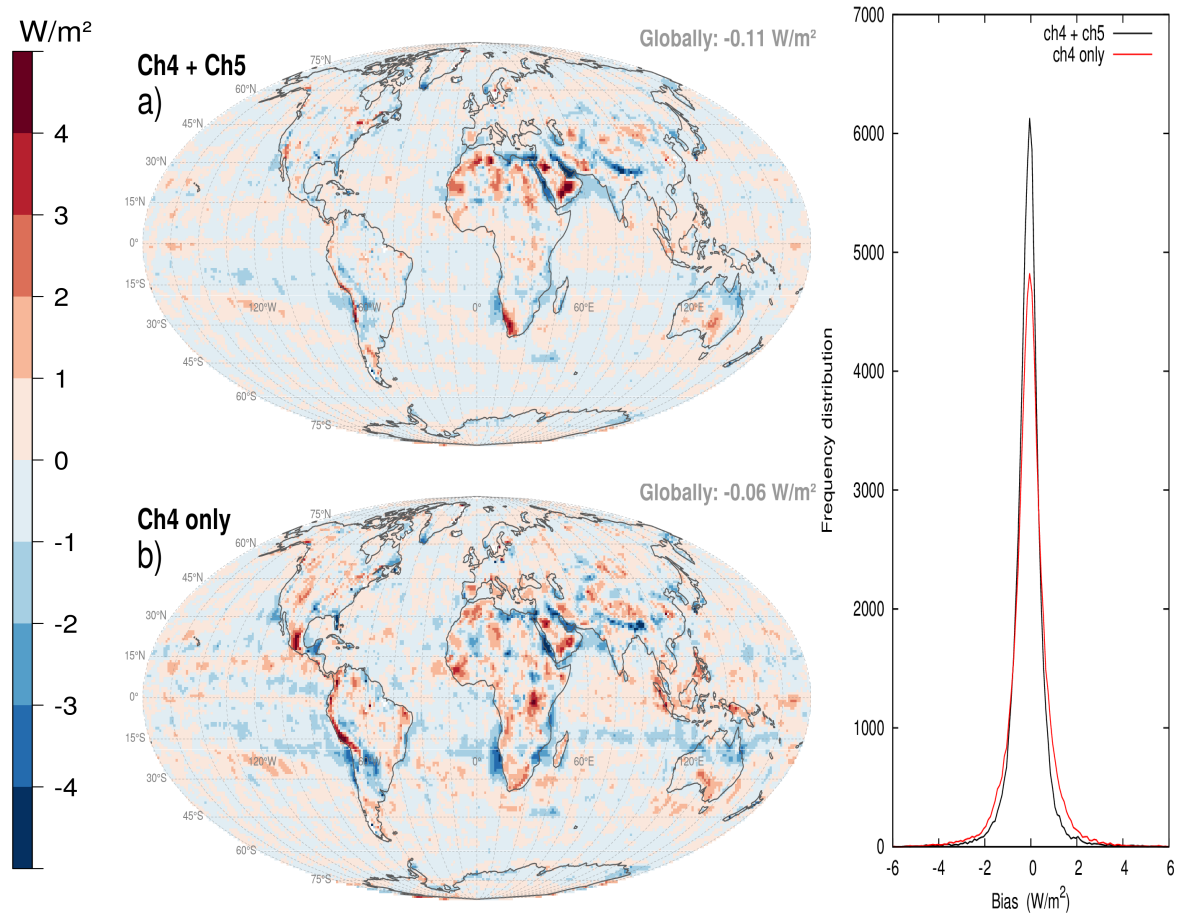 W/m²
4
3
2
1
0
-1
-2
-3
-4
Ch4 + Ch5
a)
Globally: -0.11 W/m²
75°N
60°N
45°N
30°N
15°N
0°
15°S
30°S
45°S
60°S
75°S
120°W
60°W
0°
60°E
120°E
Ch4 only
b)
Globally: -0.06 W/m²
75°N
60°N
45°N
30°N
15°N
0°
15°S
30°S
45°S
60°S
75°S
120°W
60°W
0°
60°E
120°E
ch4 + ch5
ch4 only
7000
6000
5000
4000
3000
2000
1000
0
Frequency distribution
-6
-4
-2
0
2
4
6
Bias (W/m²)